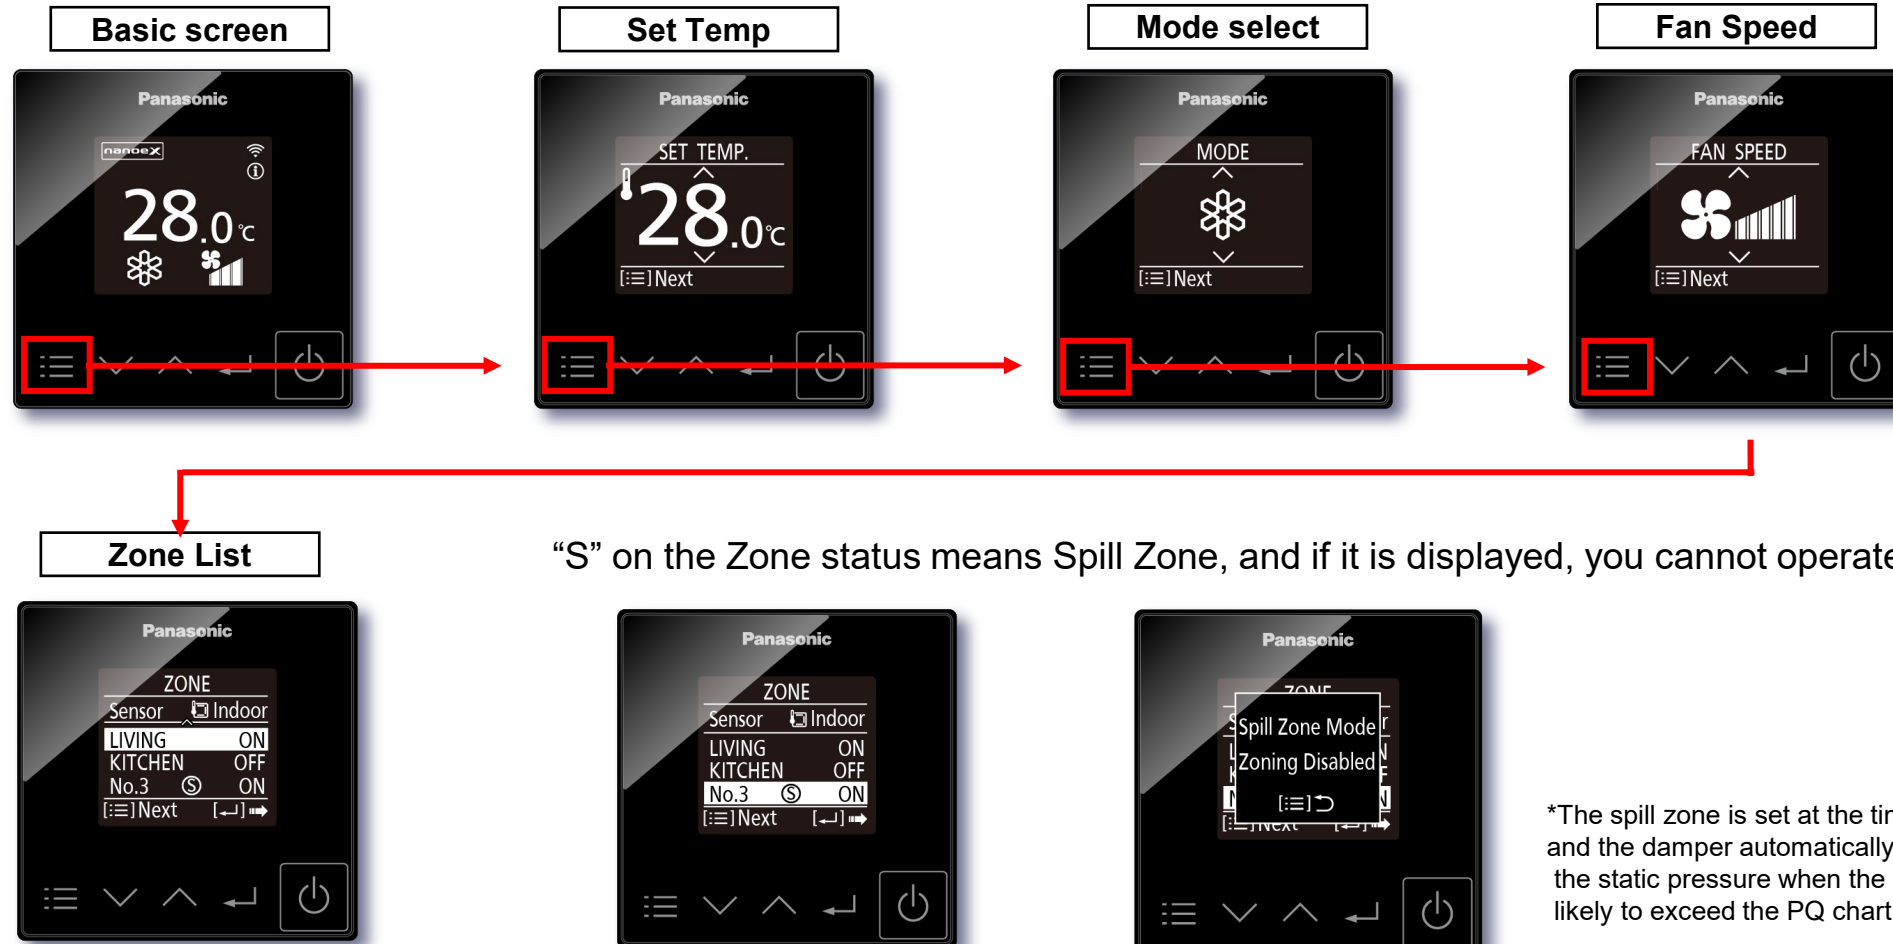 Basic screen
Set Temp
Mode select
Fan Speed
Panasonic
nanoeX
28.0℃
Panasonic
SET TEMP.
28.0℃
[≔]Next
Panasonic
MODE
[≔]Next
Panasonic
FAN SPEED
[≔]Next
Zone List
“S” on the Zone status means Spill Zone, and if it is displayed, you cannot operate
Panasonic
ZONE
Sensor Indoor
LIVING ON
KITCHEN OFF
No.3 Ⓢ ON
[≔]Next [↵]➡
Panasonic
ZONE
Sensor Indoor
LIVING ON
KITCHEN OFF
No.3 Ⓢ ON
[≔]Next [↵]➡
Panasonic
ZONE
Spill Zone Mode
Zoning Disabled
[≔]⮌
Next
*The spill zone is set at the
and the damper automatically
the static pressure when the
likely to exceed the PQ chart